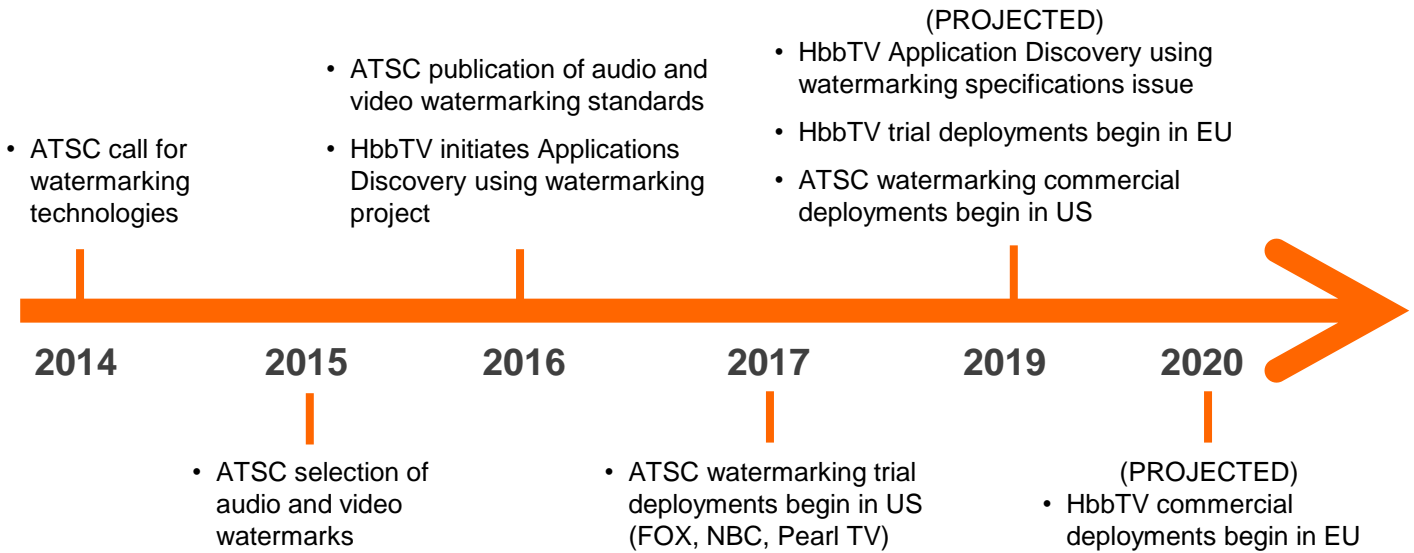 • ATSC call for
watermarking
technologies
• ATSC publication of audio and
video watermarking standards
• HbbTV initiates Applications
Discovery using watermarking
project
(PROJECTED)
• HbbTV Application Discovery using
watermarking specifications issue
• HbbTV trial deployments begin in EU
• ATSC watermarking commercial
deployments begin in US
2014 2015 2016 2017 2019 2020
• ATSC selection of
audio and video
watermarks
• ATSC watermarking trial
deployments begin in US
(FOX, NBC, Pearl TV)
(PROJECTED)
• HbbTV commercial
deployments begin in EU